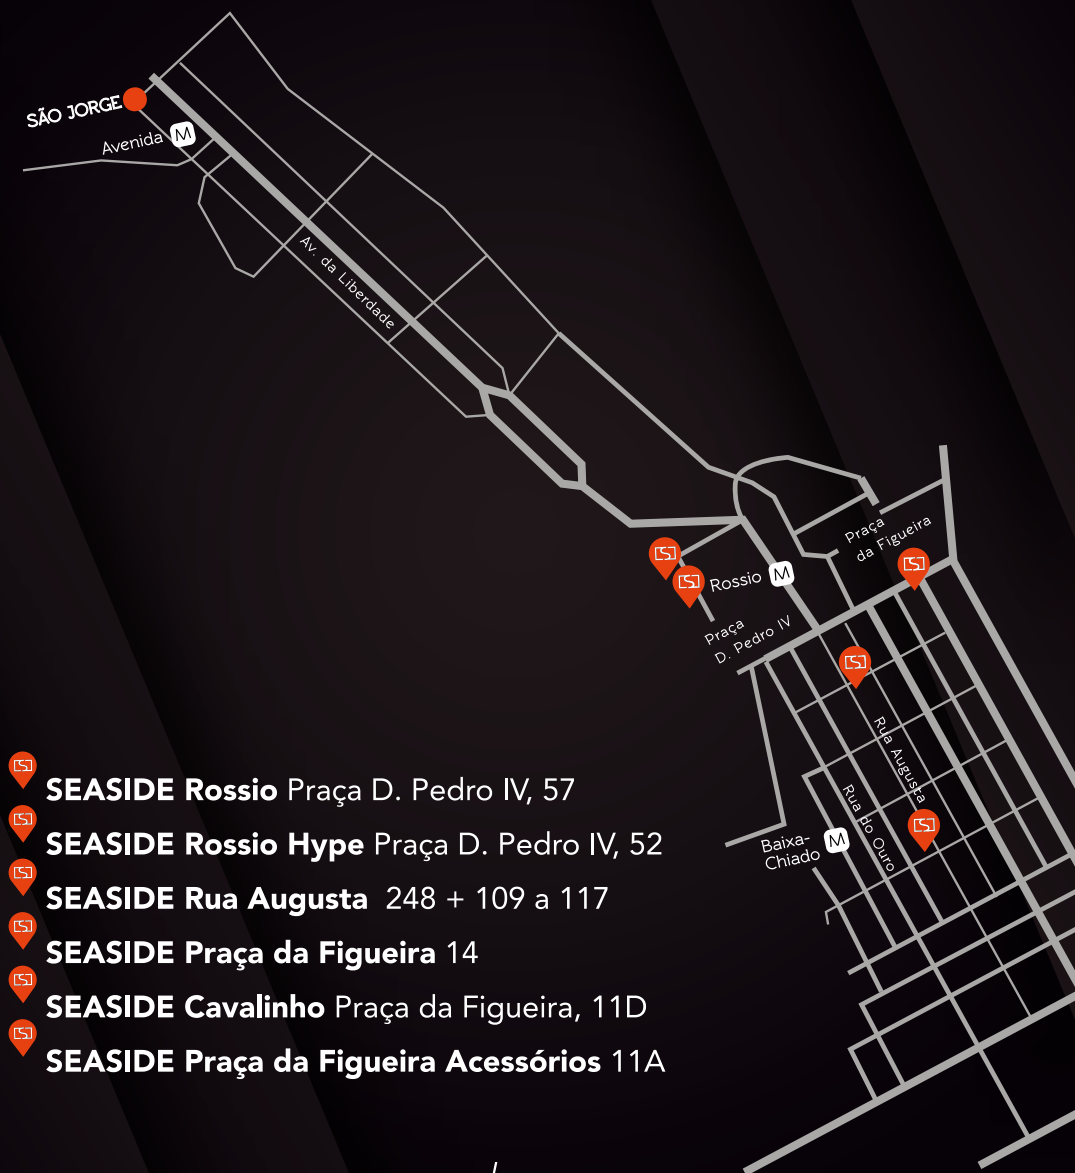 SÃO JORGE
Avenida M
Av. da Liberdade
Praça
da Figueira
Rossio M
Praça
D. Pedro IV
Rua Augusta
Rua do Ouro
Baixa-
Chiado M
SEASIDE Rossio Praça D. Pedro IV, 57
SEASIDE Rossio Hype Praça D. Pedro IV, 52
SEASIDE Rua Augusta 248 + 109 a 117
SEASIDE Praça da Figueira 14
SEASIDE Cavalinho Praça da Figueira, 11D
SEASIDE Praça da Figueira Acessórios 11A